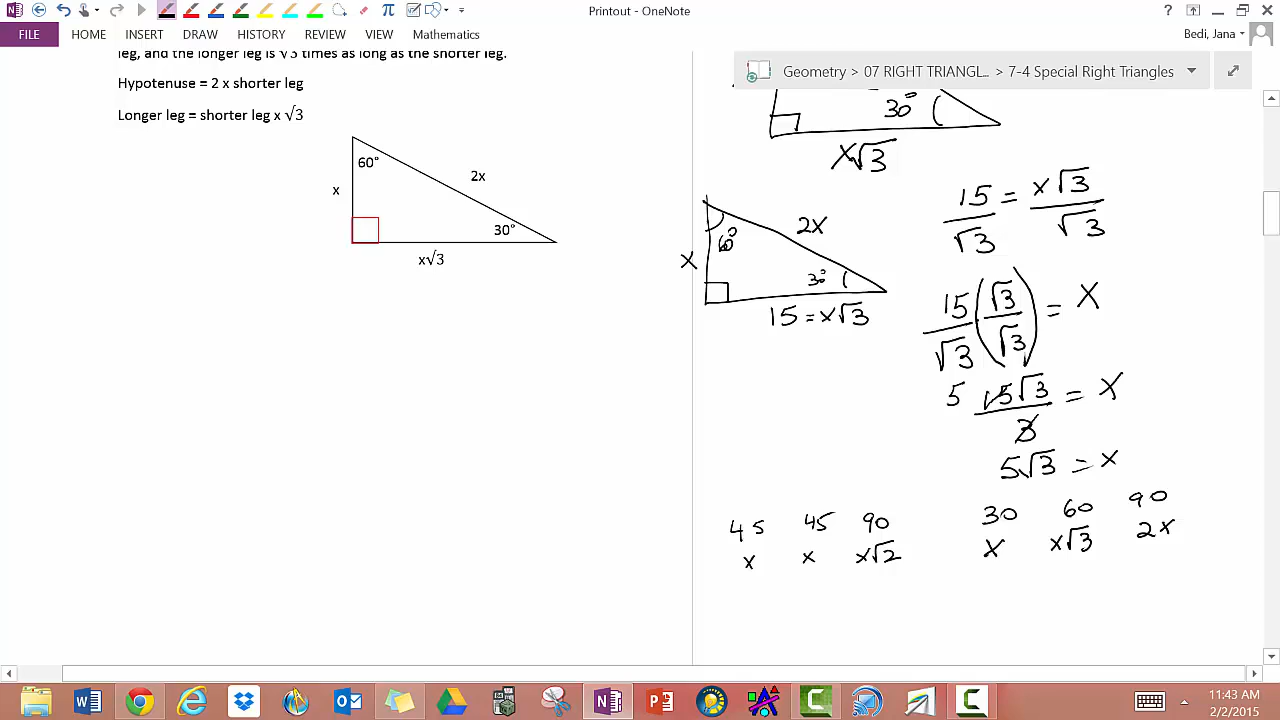 Printout - OneNote
FILE HOME INSERT DRAW HISTORY REVIEW VIEW Mathematics
Bedi, Jana
Geometry > 07 RIGHT TRIANGL... > 7-4 Special Right Triangles
leg, and the longer leg is √3 times as long as the shorter leg.
Hypotenuse = 2 x shorter leg
Longer leg = shorter leg x √3
60°
2x
x
30°
x√3
30°
x√3
2x
60°
x
30°
15 = x√3
15/√3 = x√3/√3
15/√3 (√3/√3) = x
5 15√3/3 = x
5√3 = x
45 45 90
x x x√2
30 60 90
x x√3 2x
11:43 AM
2/2/2015